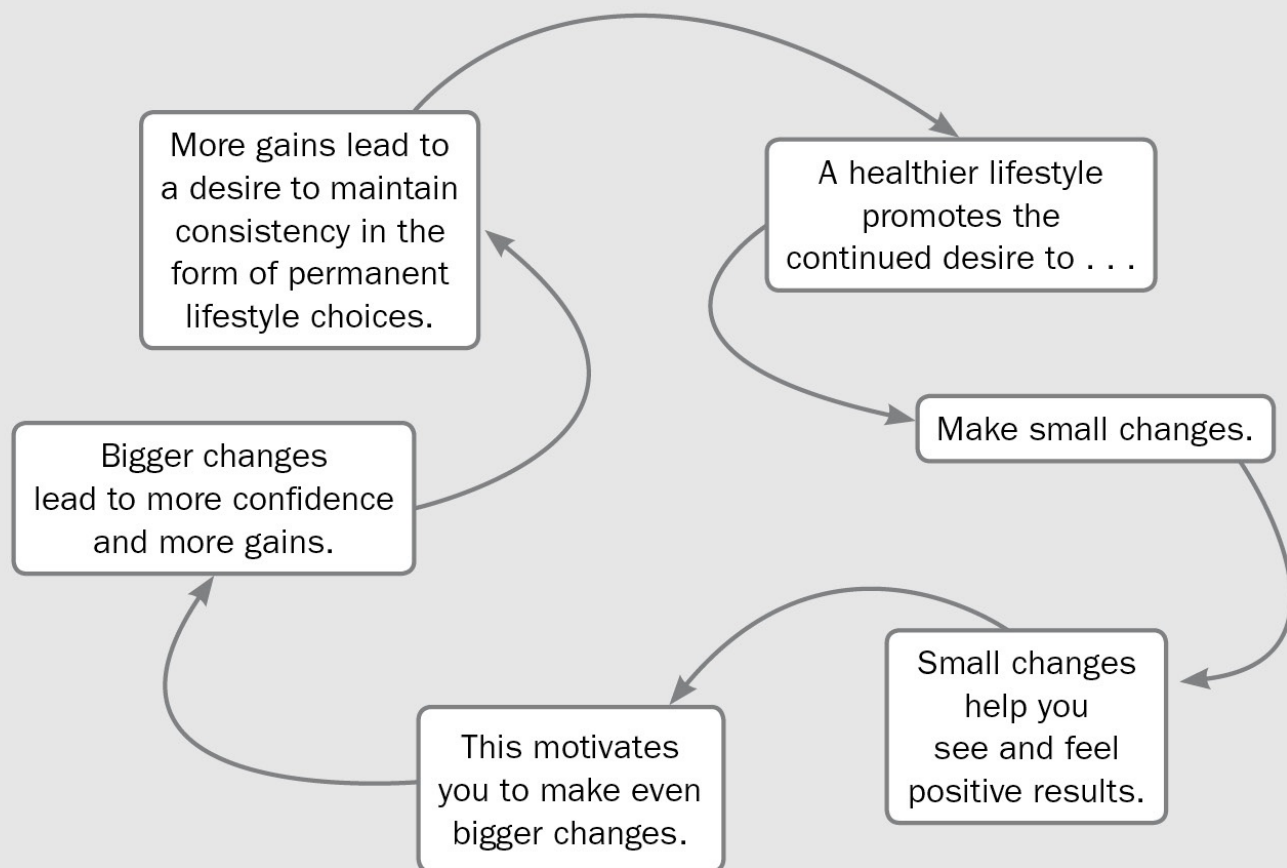 More gains lead to
a desire to maintain
consistency in the
form of permanent
lifestyle choices.
A healthier lifestyle
promotes the
continued desire to . . .
Make small changes.
Small changes
help you
see and feel
positive results.
This motivates
you to make even
bigger changes.
Bigger changes
lead to more confidence
and more gains.